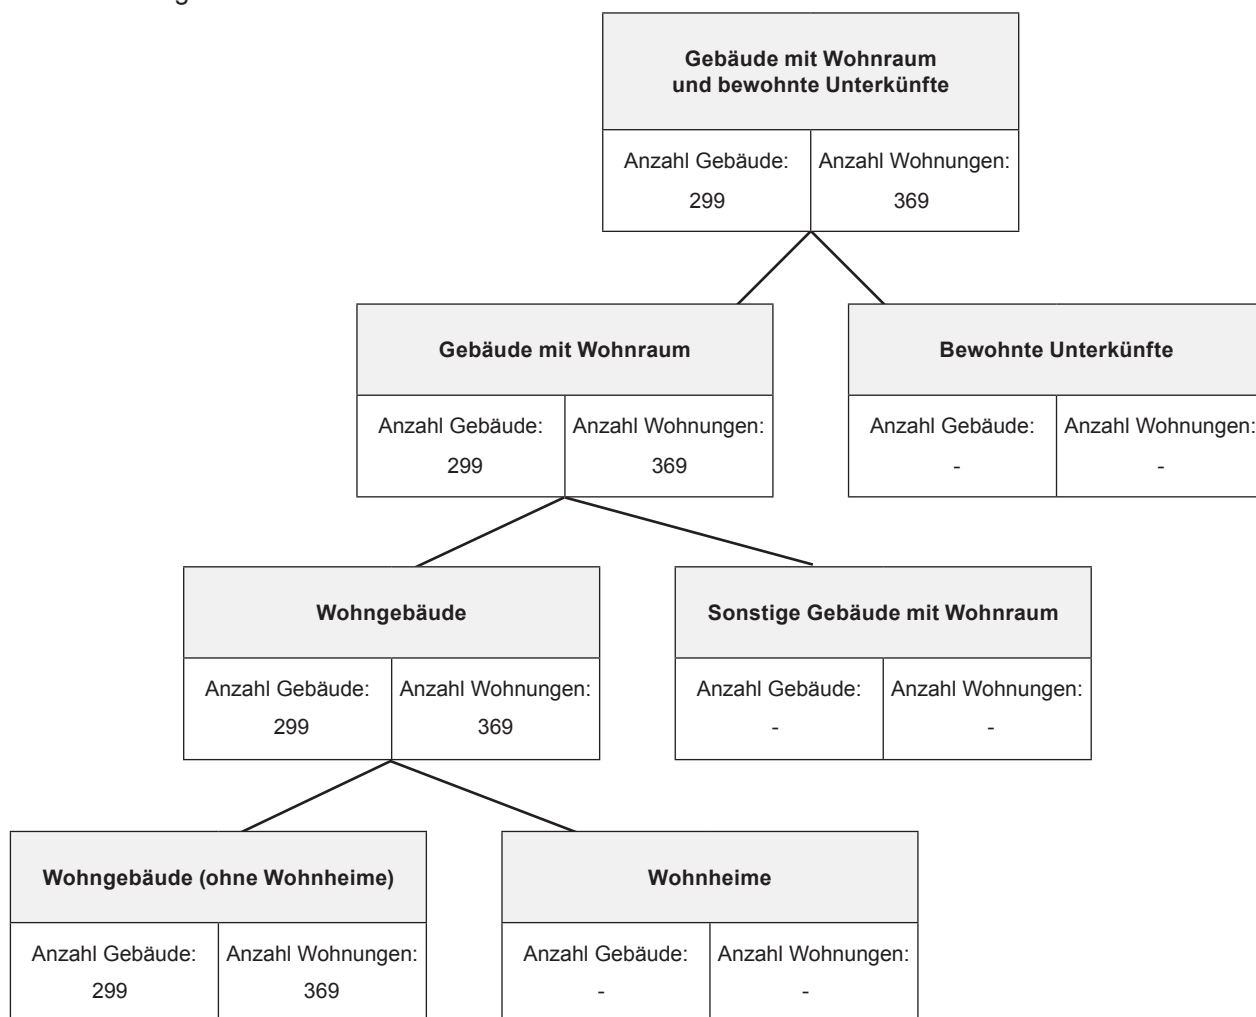 Gebäude mit Wohnraum
und bewohnte Unterkünfte
Anzahl Gebäude:
299
Anzahl Wohnungen:
369
Gebäude mit Wohnraum
Anzahl Gebäude:
299
Anzahl Wohnungen:
369
Bewohnte Unterkünfte
Anzahl Gebäude:
-
Anzahl Wohnungen:
-
Wohngebäude
Anzahl Gebäude:
299
Anzahl Wohnungen:
369
Sonstige Gebäude mit Wohnraum
Anzahl Gebäude:
-
Anzahl Wohnungen:
-
Wohngebäude (ohne Wohnheime)
Anzahl Gebäude:
299
Anzahl Wohnungen:
369
Wohnheime
Anzahl Gebäude:
-
Anzahl Wohnungen:
-